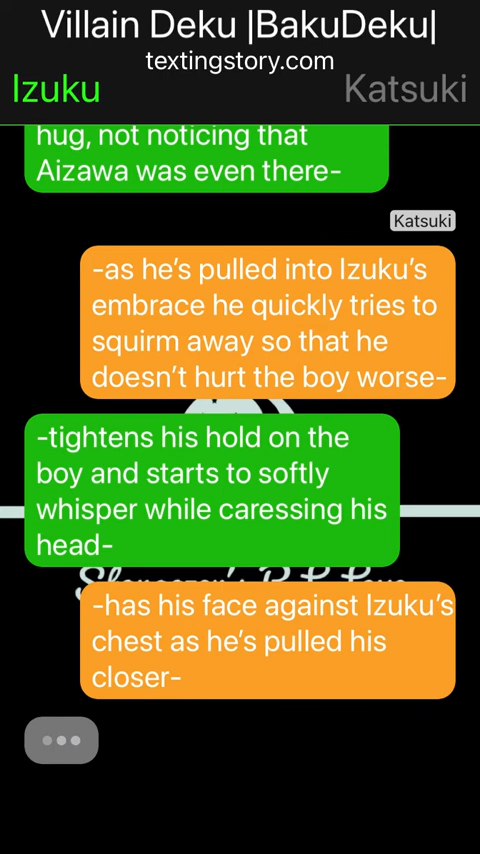 Villain Deku |BakuDeku|
textingstory.com
Izuku
Katsuki
hug, not noticing that
Aizawa was even there-
Katsuki
-as he’s pulled into Izuku’s
embrace he quickly tries to
squirm away so that he
doesn’t hurt the boy worse-
-tightens his hold on the
boy and starts to softly
whisper while caressing his
head-
-has his face against Izuku’s
chest as he’s pulled his
closer-